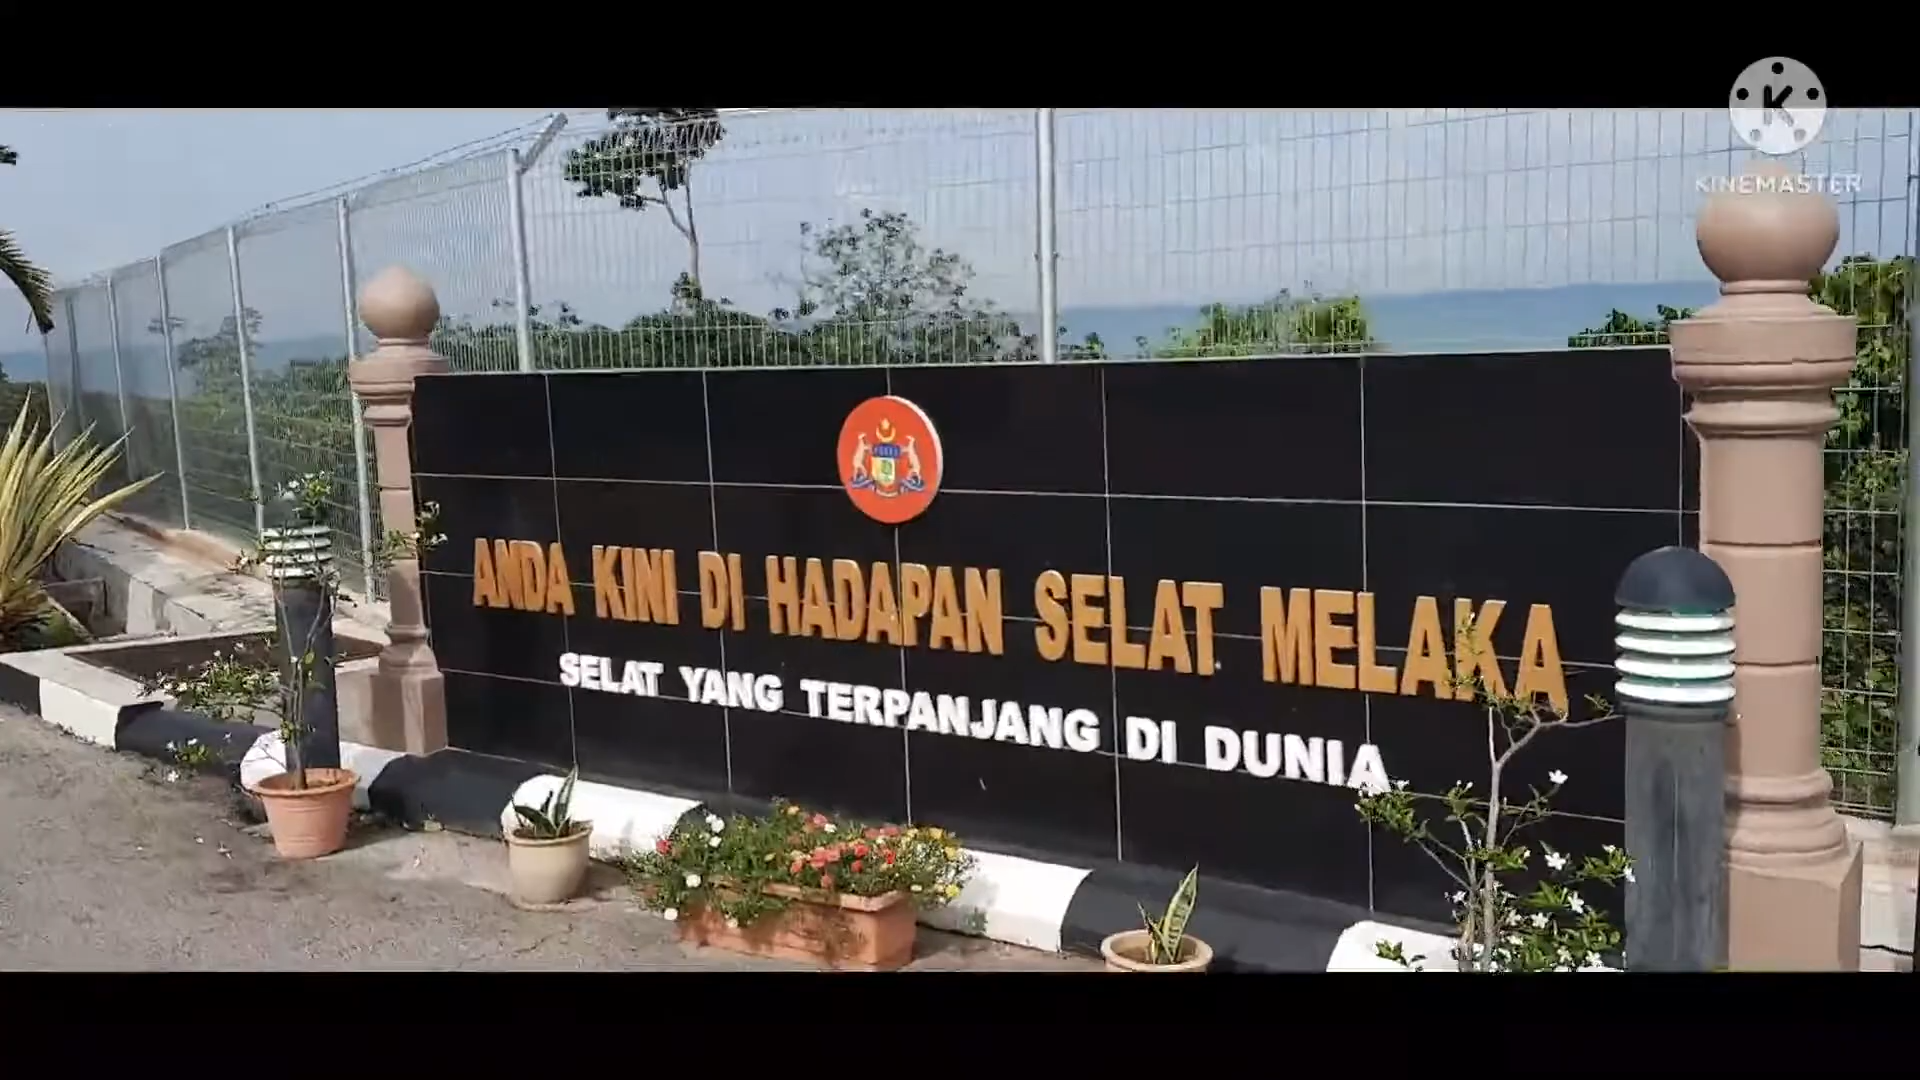 KINEMASTER
ANDA KINI DI HADAPAN SELAT MELAKA
SELAT YANG TERPANJANG DI DUNIA